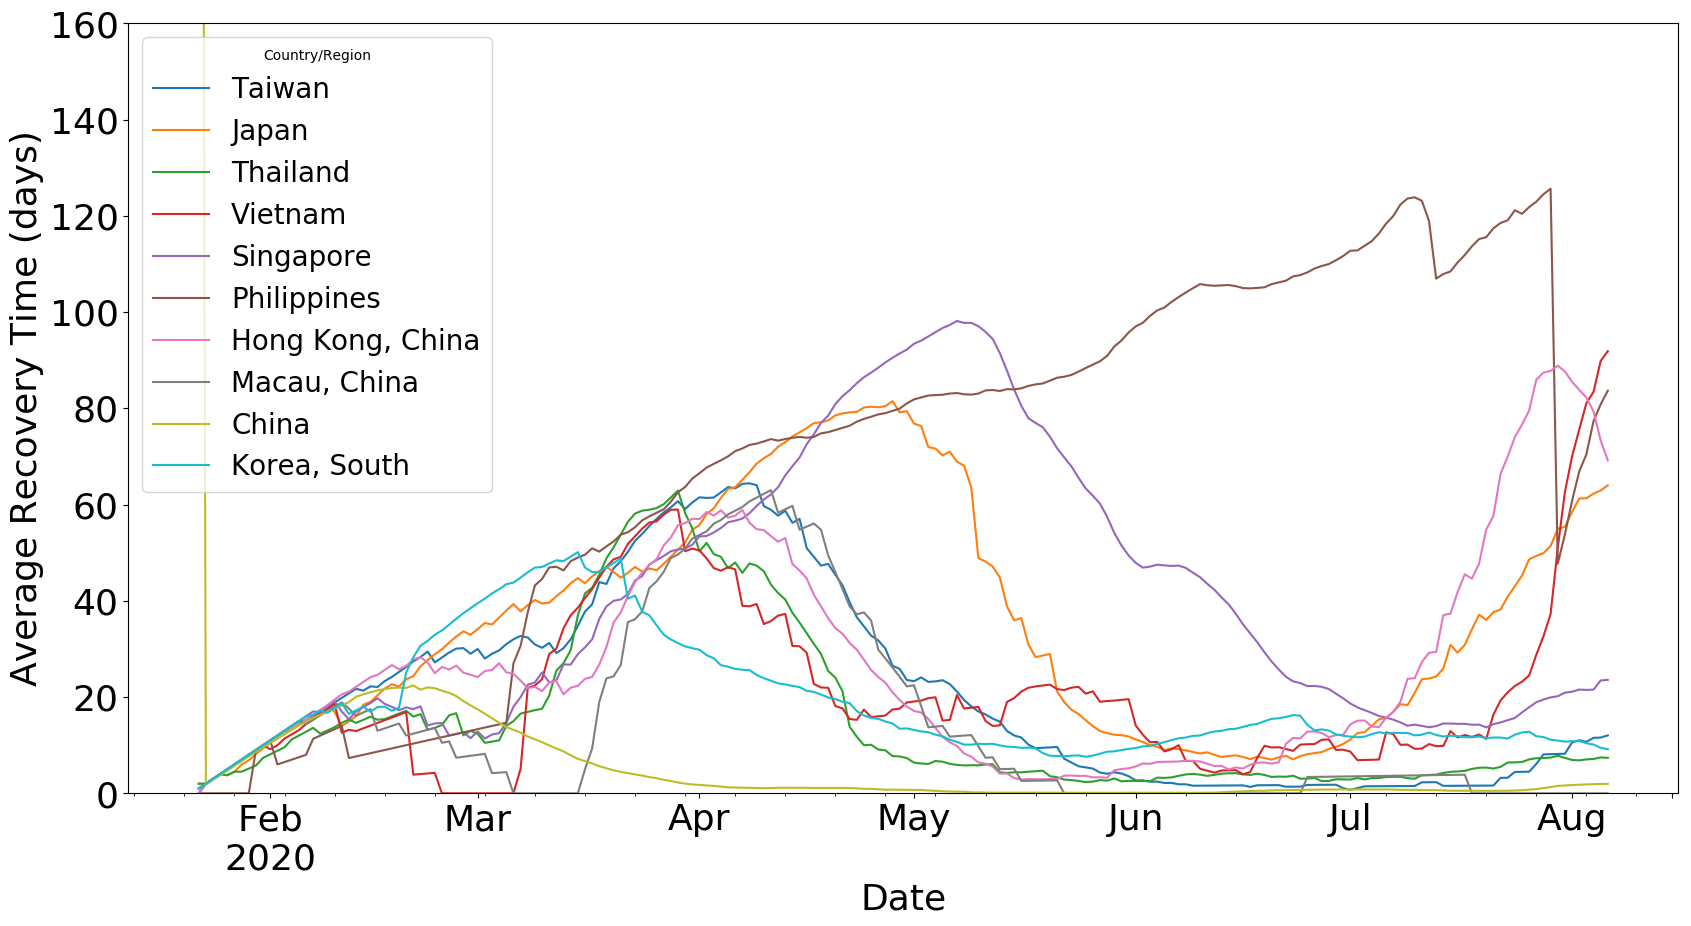 Average Recovery Time (days)
160
140
120
100
80
60
40
20
0
Country/Region
Taiwan
Japan
Thailand
Vietnam
Singapore
Philippines
Hong Kong, China
Macau, China
China
Korea, South
Feb
2020
Mar
Apr
May
Jun
Jul
Aug
Date